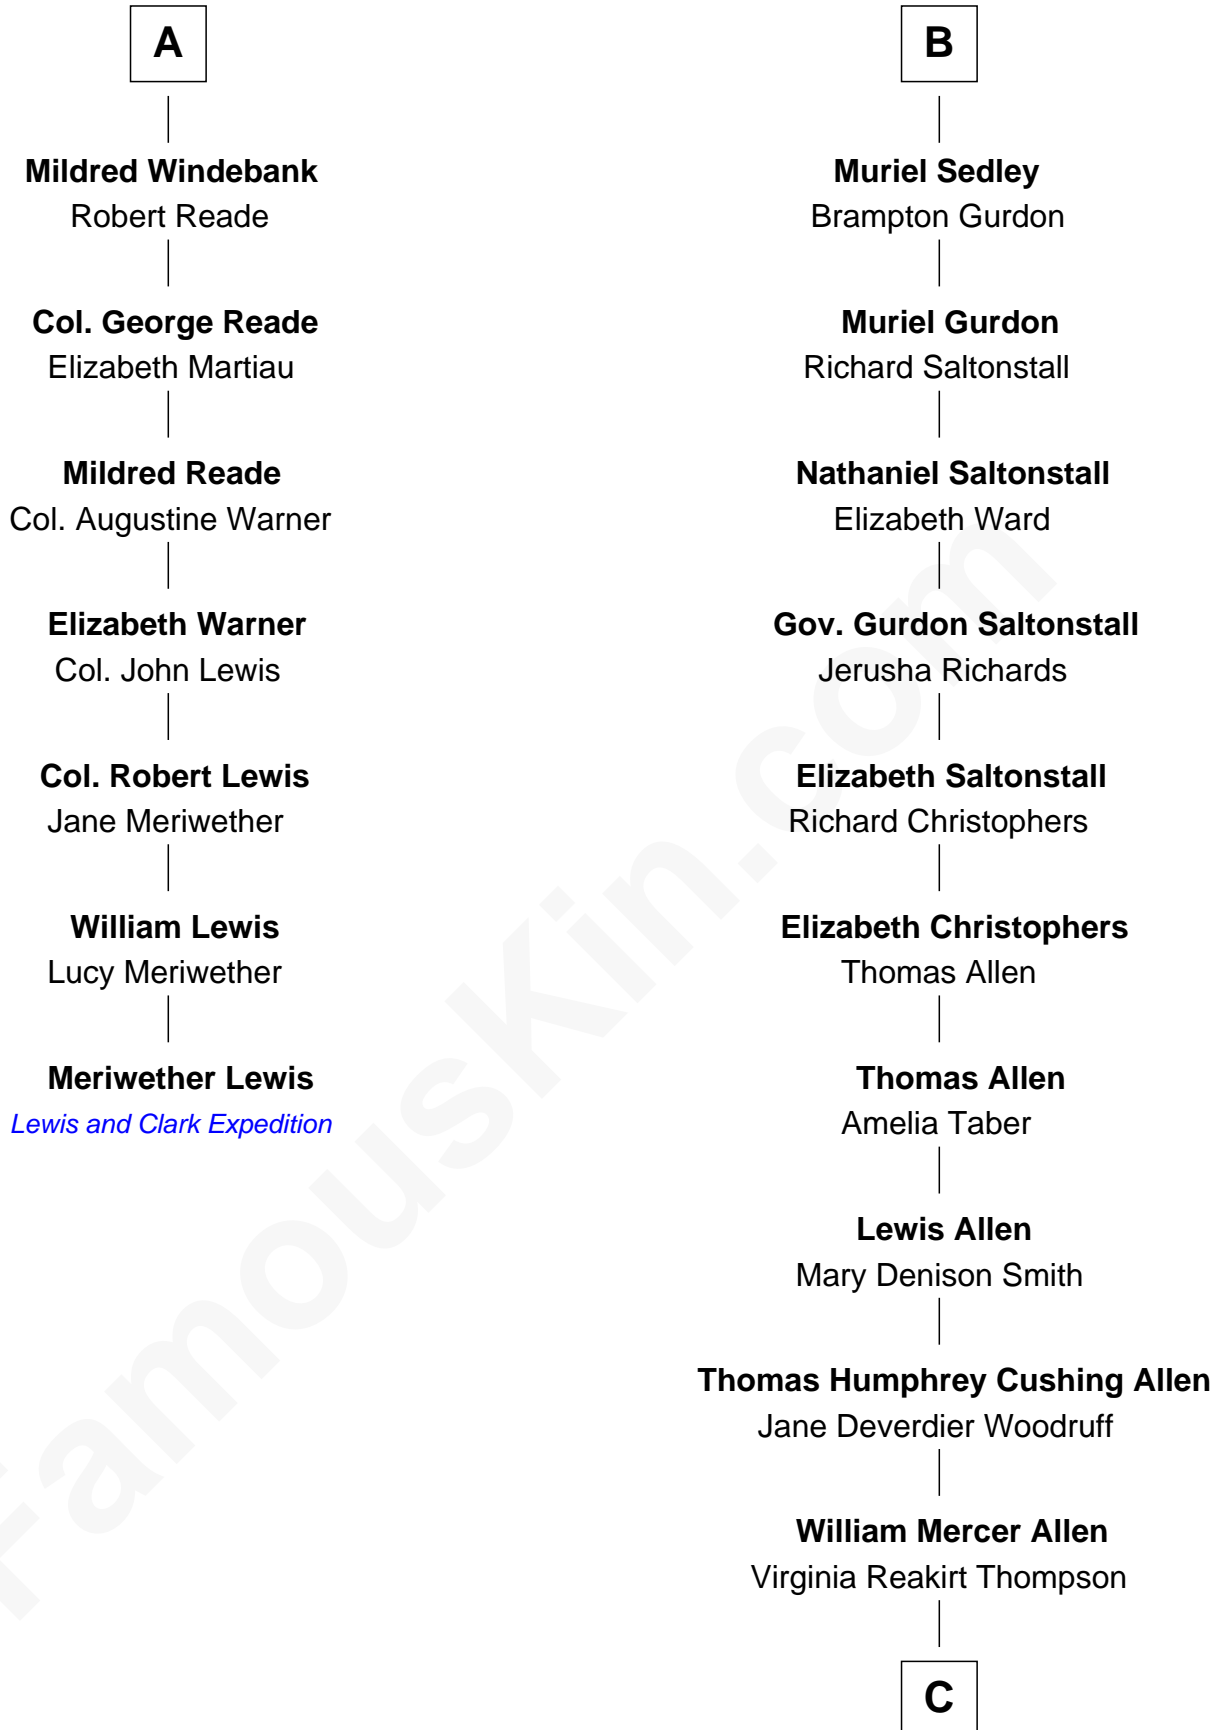 A
Mildred Windebank
Robert Reade
Col. George Reade
Elizabeth Martiau
Mildred Reade
Col. Augustine Warner
Elizabeth Warner
Col. John Lewis
Col. Robert Lewis
Jane Meriwether
William Lewis
Lucy Meriwether
Meriwether Lewis
Lewis and Clark Expedition
B
Muriel Sedley
Brampton Gurdon
Muriel Gurdon
Richard Saltonstall
Nathaniel Saltonstall
Elizabeth Ward
Gov. Gurdon Saltonstall
Jerusha Richards
Elizabeth Saltonstall
Richard Christophers
Elizabeth Christophers
Thomas Allen
Thomas Allen
Amelia Taber
Lewis Allen
Mary Denison Smith
Thomas Humphrey Cushing Allen
Jane Deverdier Woodruff
William Mercer Allen
Virginia Reakirt Thompson
C
FamousKin.com